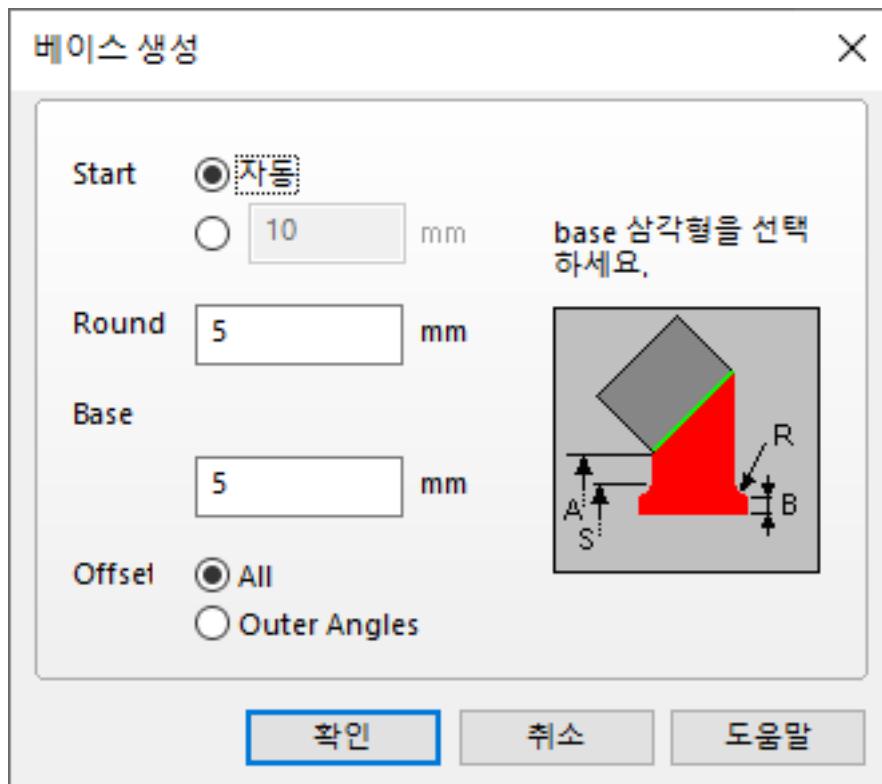 베이스 생성
Start
자동
10 mm
base 삼각형을 선택
하세요.
Round
5 mm
Base
5 mm
Offset
All
Outer Angles
R
A
S
B
확인
취소
도움말